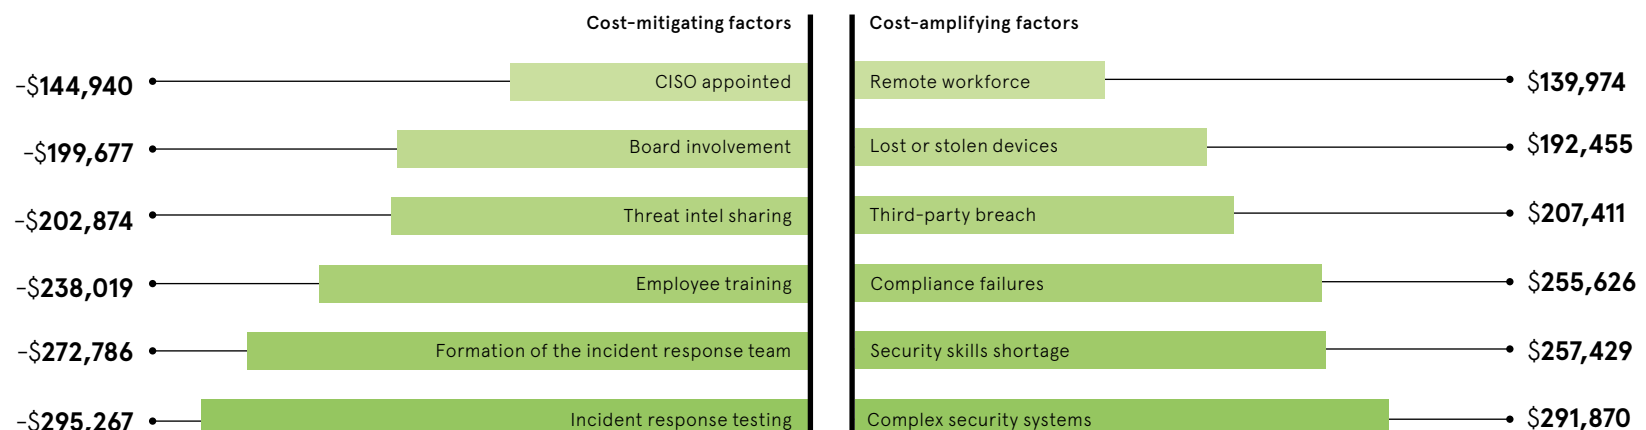 Cost-mitigating factors Cost-amplifying factors
-$144,940 CISO appointed Remote workforce $139,974
-$199,677 Board involvement Lost or stolen devices $192,455
-$202,874 Threat intel sharing Third-party breach $207,411
-$238,019 Employee training Compliance failures $255,626
-$272,786 Formation of the incident response team Security skills shortage $257,429
-$295,267 Incident response testing Complex security systems $291,870